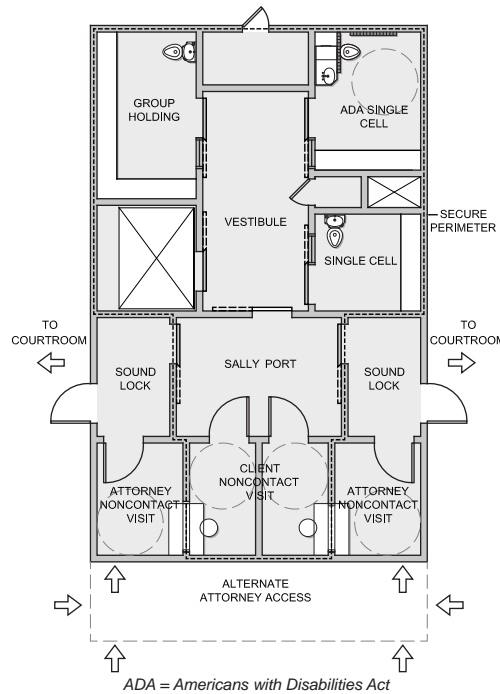 GROUP
HOLDING
ADA SINGLE
CELL
VESTIBULE
SECURE
PERIMETER
SINGLE CELL
TO
COURTROOM
TO
COURTROOM
SOUND
LOCK
SALLY PORT
SOUND
LOCK
ATTORNEY
NONCONTACT
VISIT
CLIENT
NONCONTACT
VISIT
ATTORNEY
NONCONTACT
VISIT
ALTERNATE
ATTORNEY ACCESS
ADA = Americans with Disabilities Act